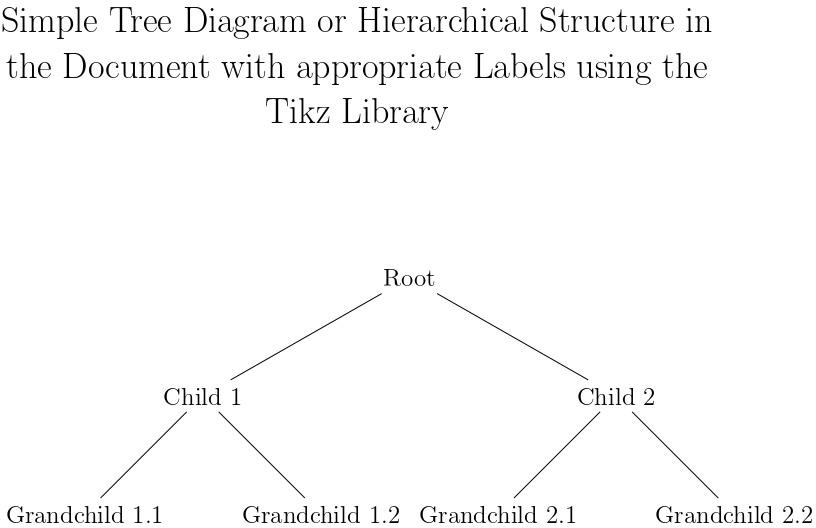 Simple Tree Diagram or Hierarchical Structure in
the Document with appropriate Labels using the
Tikz Library
Root
Child 1
Child 2
Grandchild 1.1
Grandchild 1.2
Grandchild 2.1
Grandchild 2.2